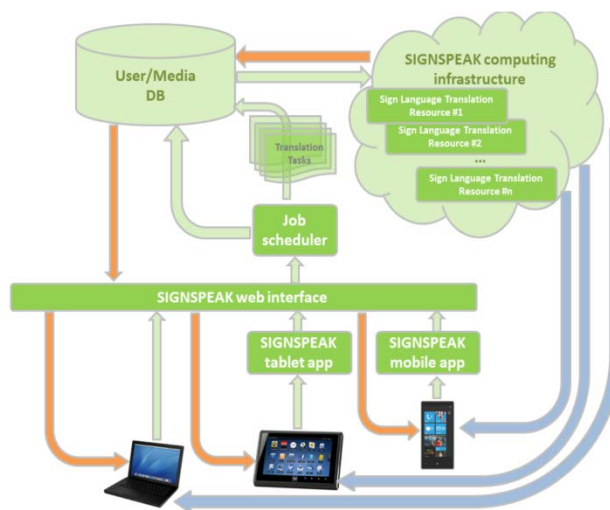 User/Media
DB
SIGNSPEAK computing
infrastructure
Sign Language Translation
Resource #1
Sign Language Translation
Resource #2
...
Sign Language Translation
Resource #n
Translation
Tasks
Job
scheduler
SIGNSPEAK web interface
SIGNSPEAK
tablet app
SIGNSPEAK
mobile app